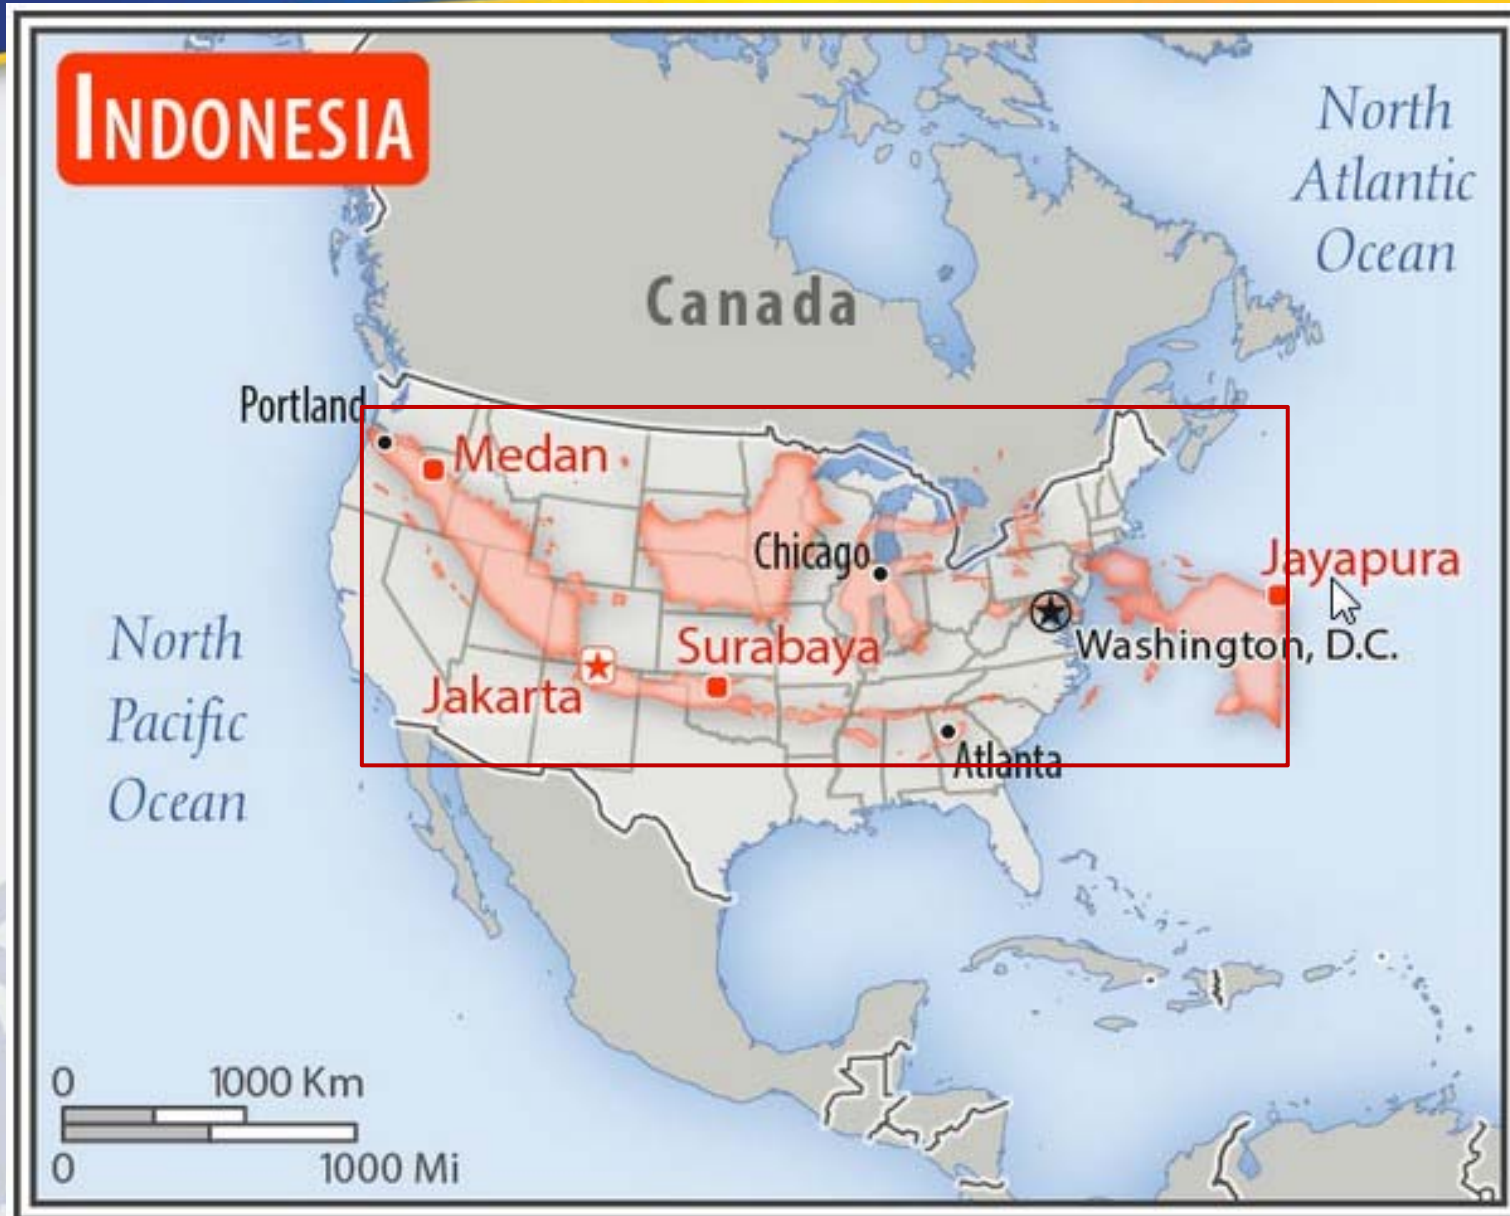 INDONESIA
North
Atlantic
Ocean
Canada
Portland
Medan
Chicago
Jayapura
Surabaya
Washington, D.C.
North
Pacific
Ocean
Jakarta
Atlanta
0 1000 Km
0 1000 Mi